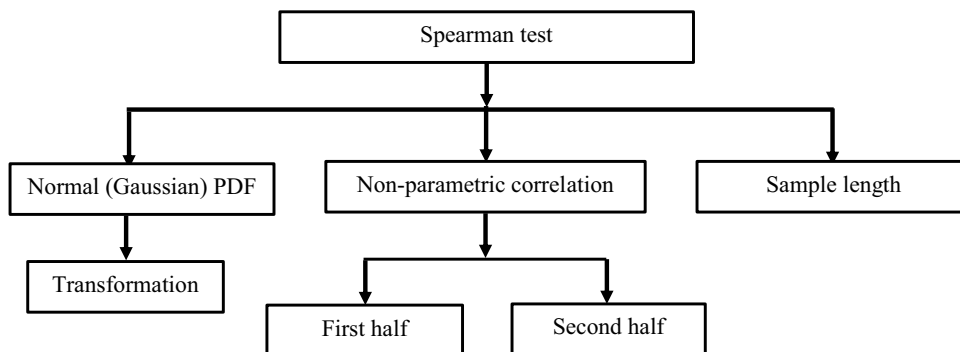 Spearman test
Normal (Gaussian) PDF
Non-parametric correlation
Sample length
Transformation
First half
Second half